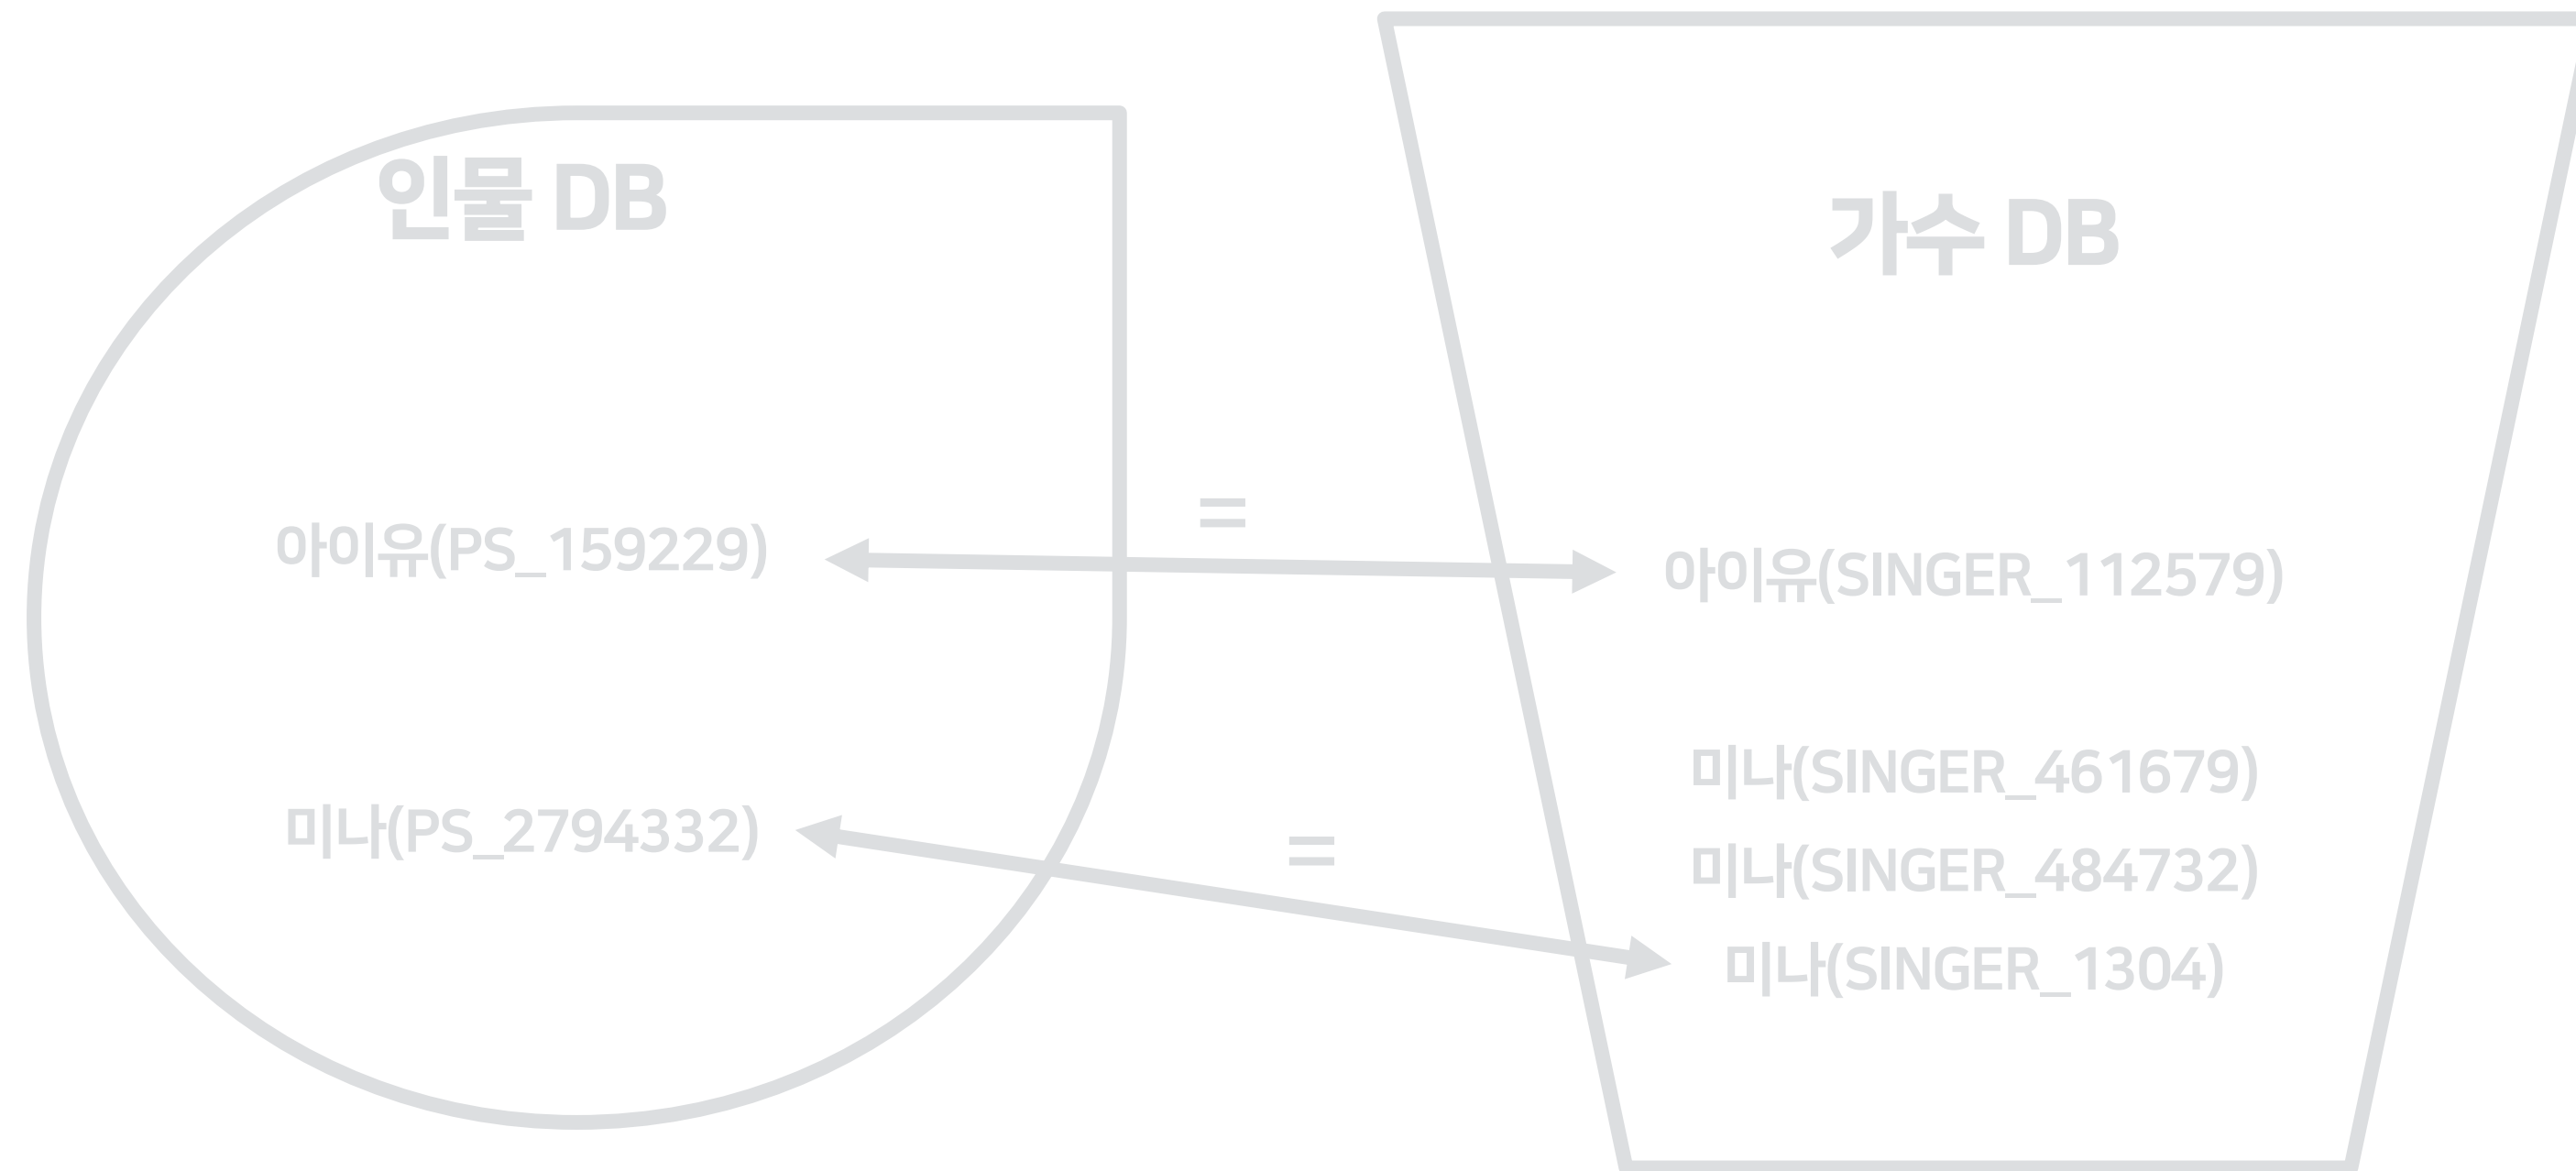 인물 DB
가수 DB
=
아이유(PS_159229)
아이유(SINGER_112579)
미나(SINGER_461679)
미나(PS_2794332)
=
미나(SINGER_484732)
미나(SINGER_1304)